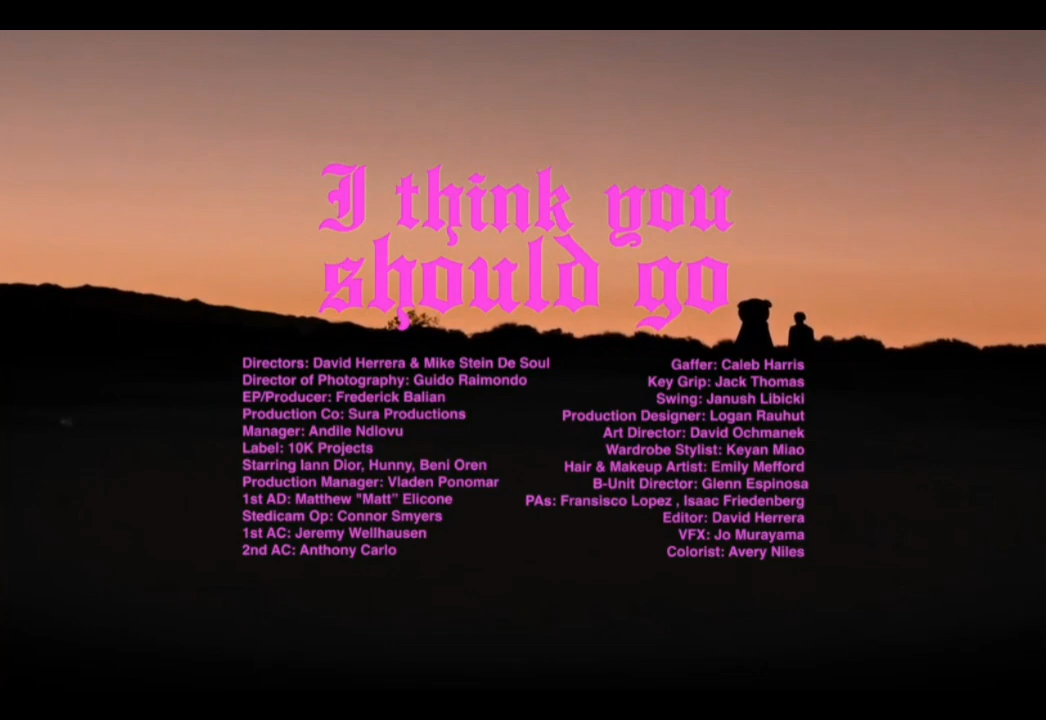 I think you
should go
Directors: David Herrera & Mike Stein De Soul
Director of Photography: Guido Raimondo
EP/Producer: Frederick Balian
Production Co: Sura Productions
Manager: Andile Ndlovu
Label: 10K Projects
Starring Iann Dior, Hunny, Beni Oren
Production Manager: Vladen Ponomar
1st AD: Matthew "Matt" Elicone
Stedicam Op: Connor Smyers
1st AC: Jeremy Wellhausen
2nd AC: Anthony Carlo
Gaffer: Caleb Harris
Key Grip: Jack Thomas
Swing: Janush Libicki
Production Designer: Logan Rauhut
Art Director: David Ochmanek
Wardrobe Stylist: Keyan Miao
Hair & Makeup Artist: Emily Mefford
B-Unit Director: Glenn Espinosa
PAs: Fransisco Lopez , Isaac Friedenberg
Editor: David Herrera
VFX: Jo Murayama
Colorist: Avery Niles